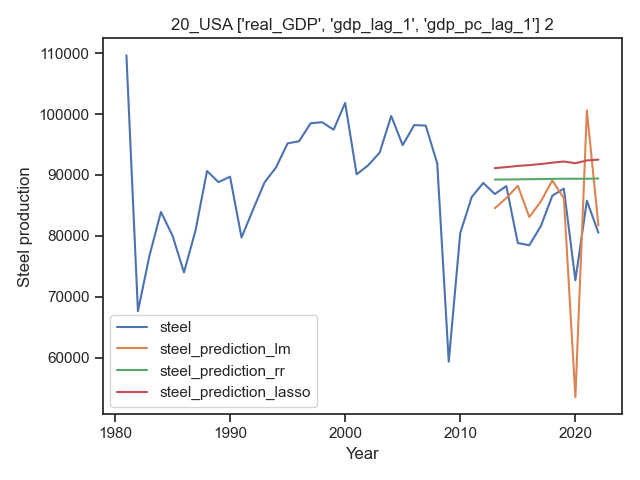 20_USA ['real_GDP', 'gdp_lag_1', 'gdp_pc_lag_1'] 2
110000
100000
90000
80000
70000
60000
Steel production
steel
steel_prediction_lm
steel_prediction_rr
steel_prediction_lasso
1980
1990
2000
2010
2020
Year